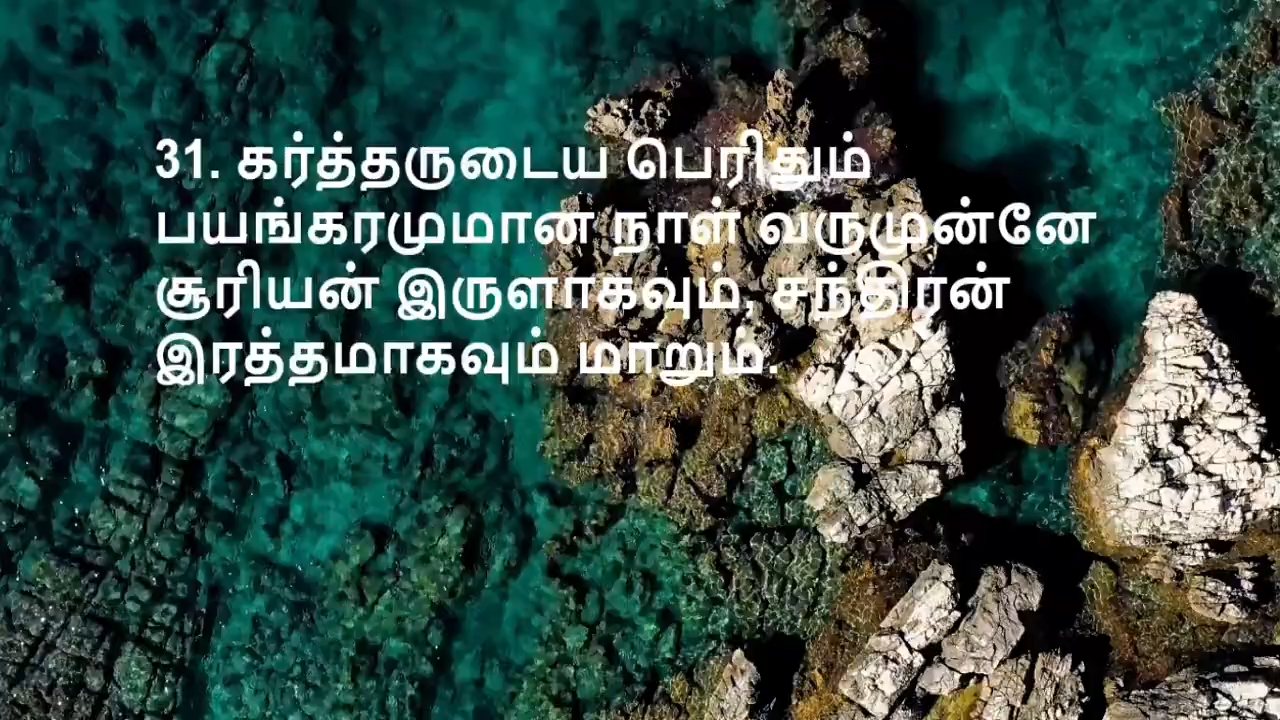 31. கர்த்தருடைய பெரிதும்
பயங்கரமுமான நாள் வருமுன்னே
சூரியன் இருளாகவும், சந்திரன்
இரத்தமாகவும் மாறும்.